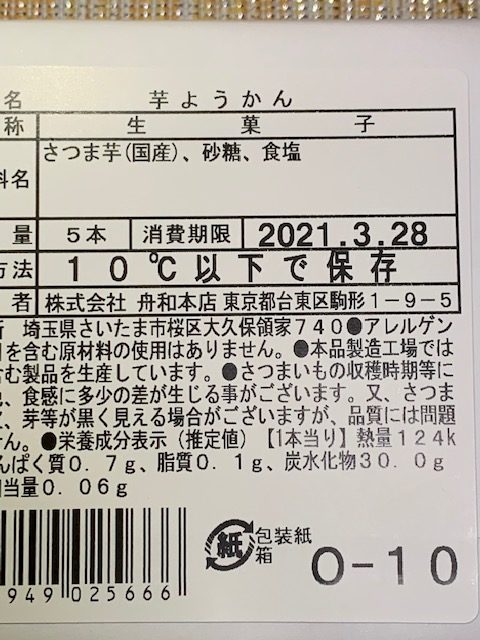 名 芋ようかん
称 生菓子
料名 さつま芋(国産)、砂糖、食塩
量 5本 消費期限 2021.3.28
方法 10℃以下で保存
者 株式会社 舟和本店 東京都台東区駒形1-9-5
所 埼玉県さいたま市桜区大久保領家740●アレルゲン
を含む原材料の使用はありません。●本品製造工場では
む製品を生産しています。●さつまいもの収穫時期等に
、食感に多少の差が生じる事がございます。又、さつま
、芽等が黒く見える場合がございますが、品質には問題
せん。●栄養成分表示(推定値)【1本当り】熱量124k
んぱく質0.7g、脂質0.1g、炭水化物30.0g
相当量0.06g
紙 包装紙
箱
O-10
949 025666